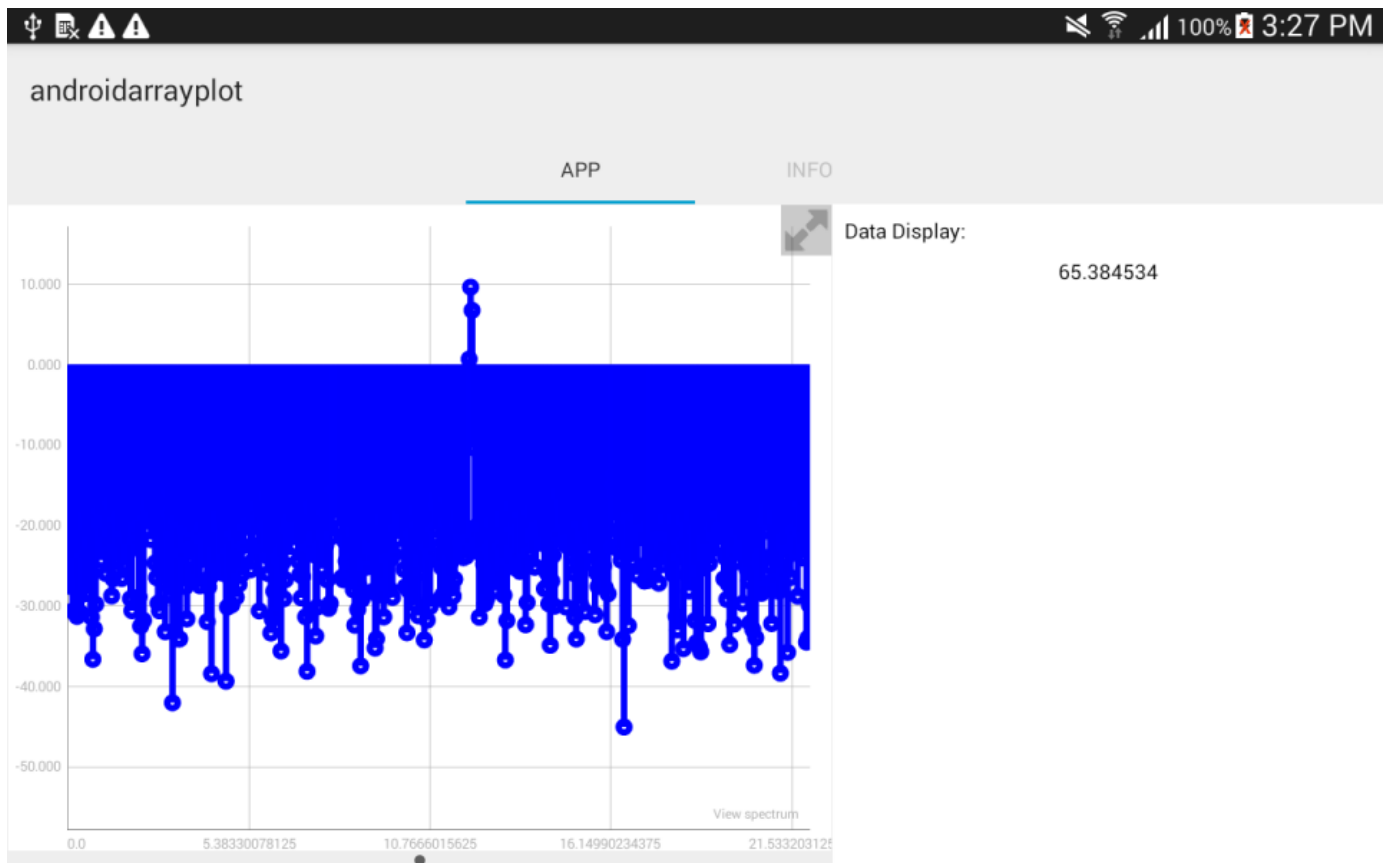 100% 3:27 PM
androidarrayplot
APP INFO
Data Display:
65.384534
10.000
0.000
-10.000
-20.000
-30.000
-40.000
-50.000
View spectrum
0.0 5.38330078125 10.7666015625 16.14990234375 21.533203125